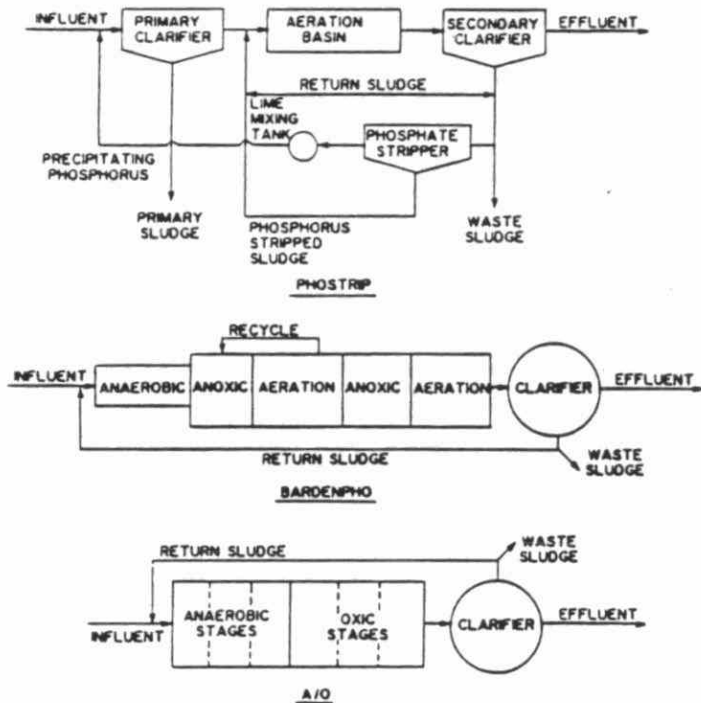 INFLUENT
PRIMARY
CLARIFIER
AERATION
BASIN
SECONDARY
CLARIFIER
EFFLUENT
RETURN SLUDGE
LIME
MIXING
TANK
PHOSPHATE
STRIPPER
PRECIPITATING
PHOSPHORUS
PRIMARY
SLUDGE
PHOSPHORUS
STRIPPED
SLUDGE
WASTE
SLUDGE
PHOSTRIP
RECYCLE
INFLUENT
ANAEROBIC
ANOXIC
AERATION
ANOXIC
AERATION
CLARIFIER
EFFLUENT
RETURN SLUDGE
WASTE
SLUDGE
BARDENPHO
RETURN SLUDGE
WASTE
SLUDGE
INFLUENT
ANAEROBIC
STAGES
OXIC
STAGES
CLARIFIER
EFFLUENT
A/O